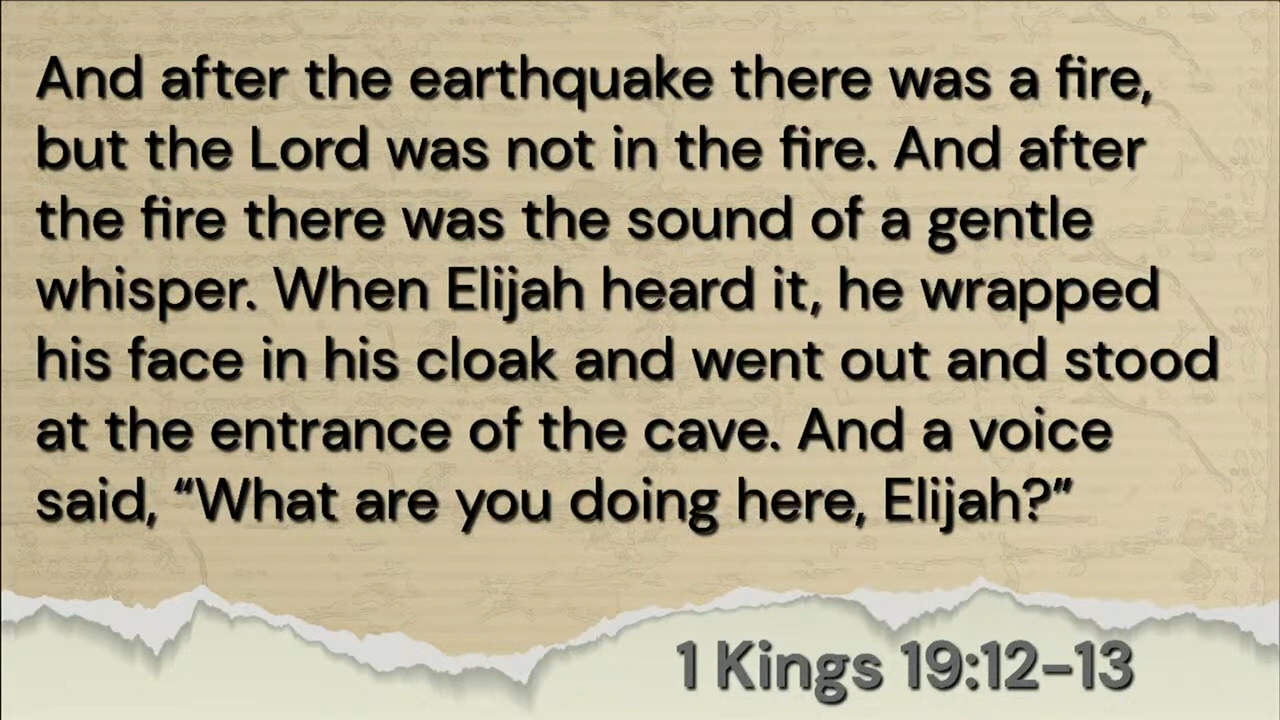 And after the earthquake there was a fire,
but the Lord was not in the fire. And after
the fire there was the sound of a gentle
whisper. When Elijah heard it, he wrapped
his face in his cloak and went out and stood
at the entrance of the cave. And a voice
said, “What are you doing here, Elijah?”
1 Kings 19:12–13